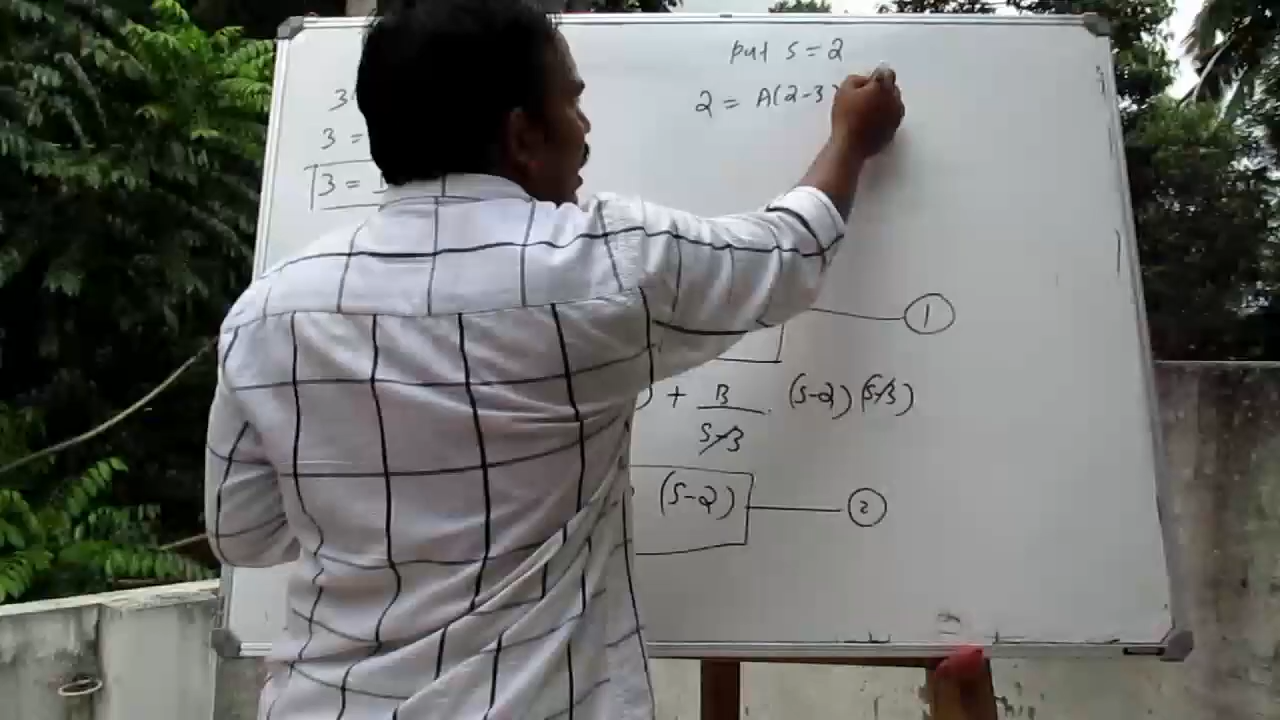 put s=2
2 = A(2-3)
3
3 =
3 =
1
+ B/s-3 . (s-2)(s-3)
(s-2)
2